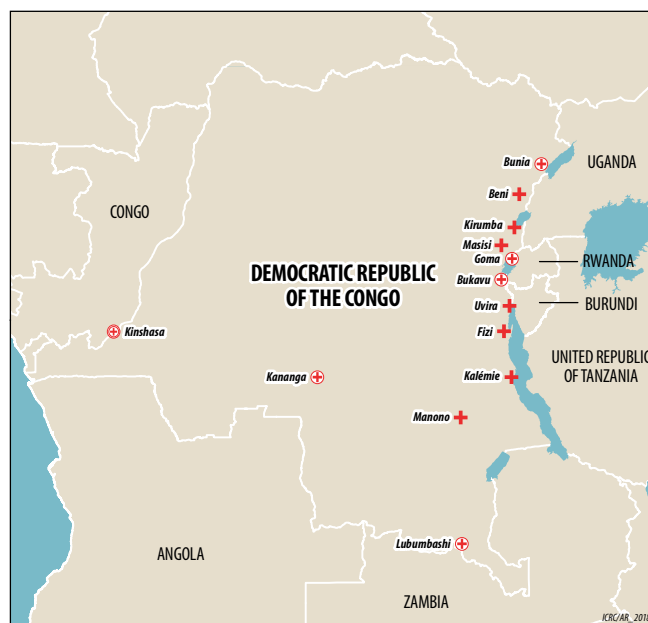 Bunia
UGANDA
Beni
CONGO
Kirumba
Masisi
Goma
RWANDA
DEMOCRATIC REPUBLIC
OF THE CONGO
Bukavu
Uvira
BURUNDI
Kinshasa
Fizi
UNITED REPUBLIC
OF TANZANIA
Kananga
Kalémie
Manono
Lubumbashi
ANGOLA
ZAMBIA
ICRC/AR_2018